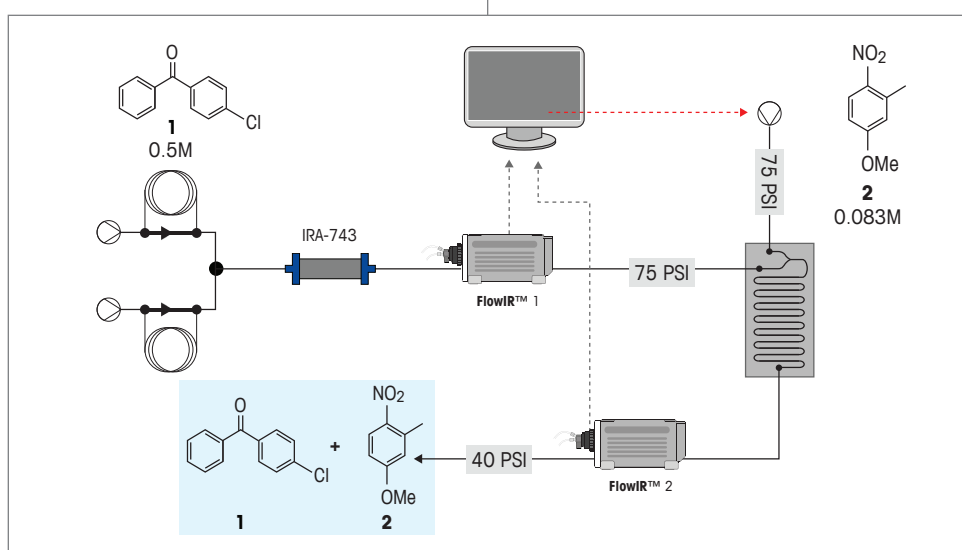 O
Cl
1
0.5M
IRA-743
FlowIR™ 1
75 PSI
75 PSI
NO2
OMe
2
0.083M
O
Cl
1
+
NO2
OMe
2
40 PSI
FlowIR™ 2